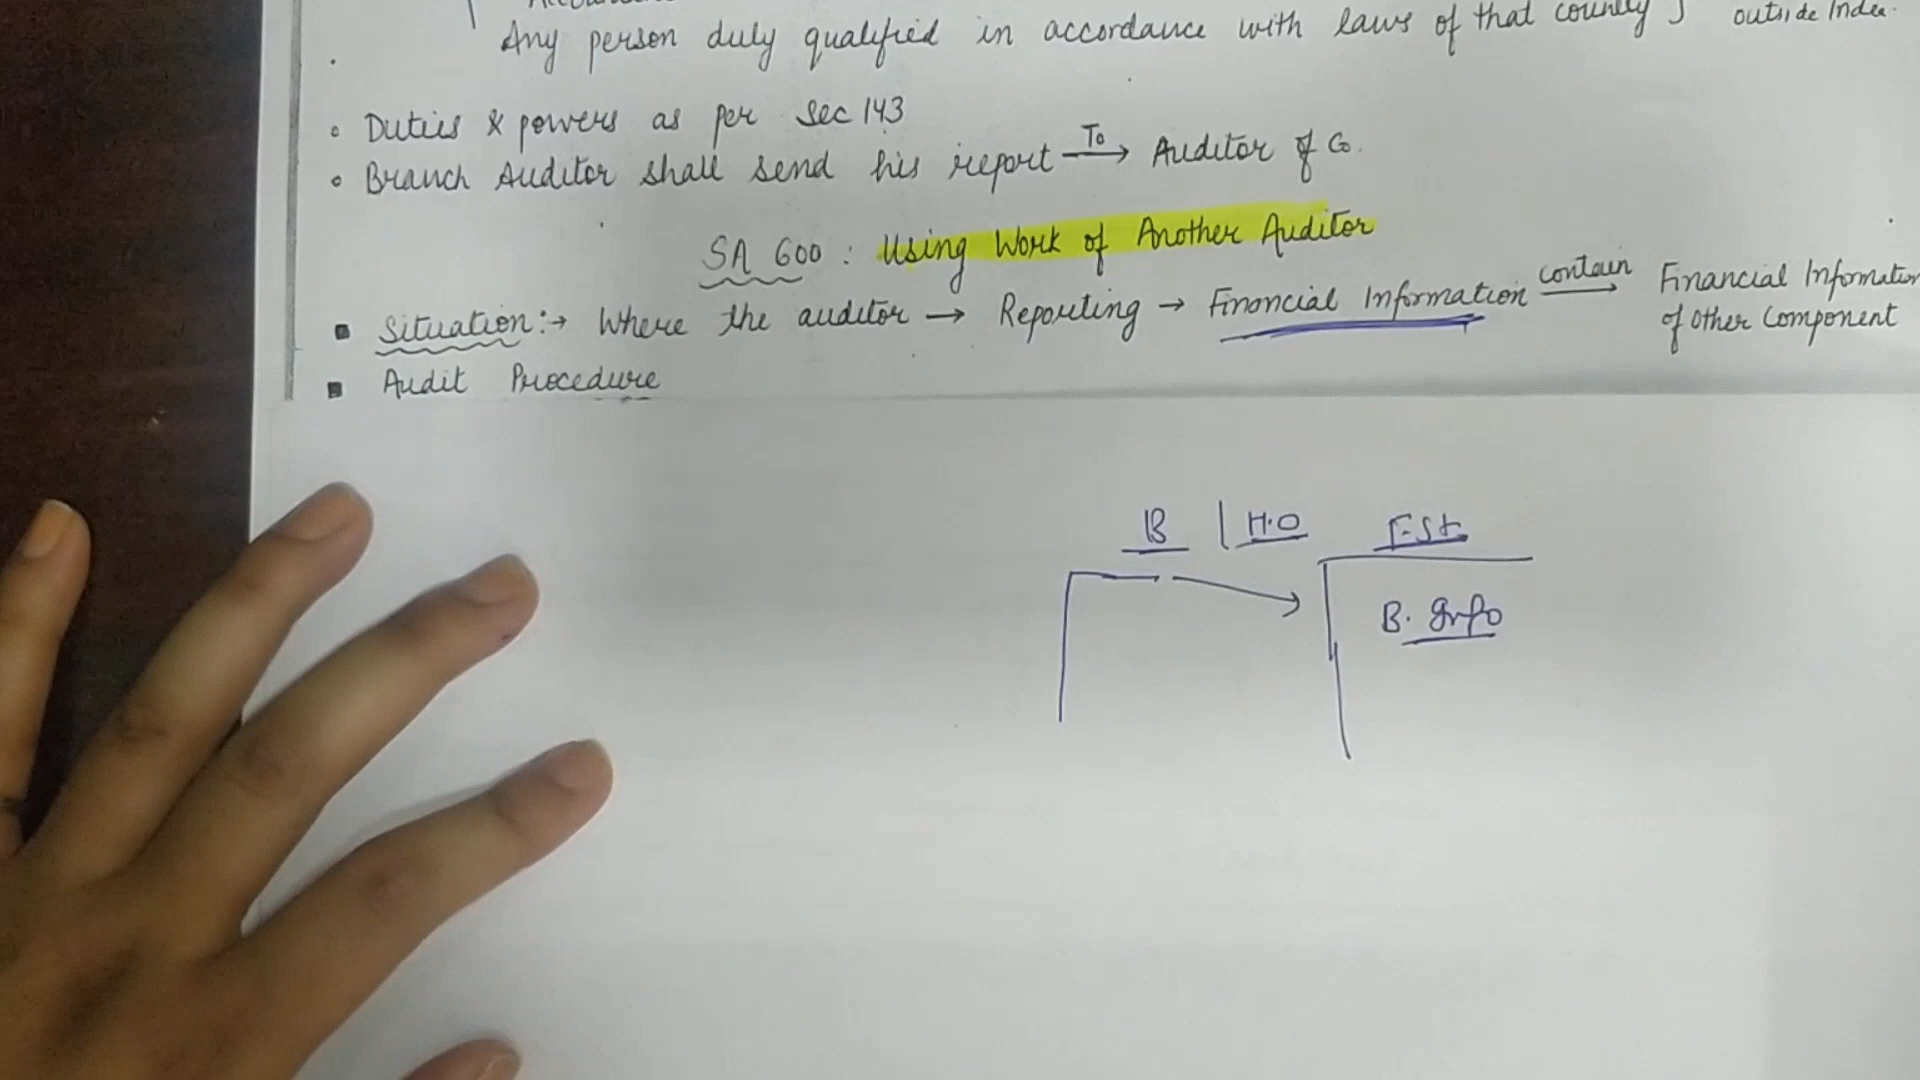 Any person duly qualified in accordance with laws of that country } outside India.
• Duties & powers as per Sec 143
• Branch Auditor shall send his report To → Auditor of Co.
SA 600 : Using Work of Another Auditor
▪ Situation:→ Where the auditor → Reporting → Financial Information contain → Financial Information of Other Component
▪ Audit Procedure
B | H.O F.St.
B. Info